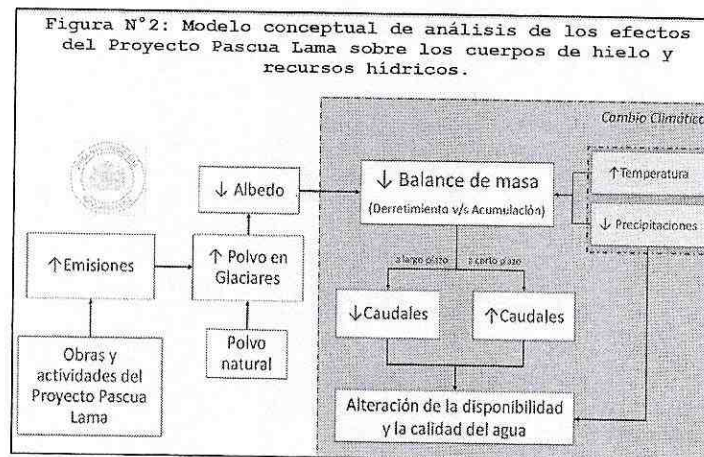 Figura N°2: Modelo conceptual de análisis de los efectos
del Proyecto Pascua Lama sobre los cuerpos de hielo y
recursos hídricos.
Cambio Climático
↓ Albedo
↓ Balance de masa
(Derretimiento v/s Acumulación)
↑Temperatura
↓ Precipitaciones
↑Emisiones
↑ Polvo en
Glaciares
a largo plazo
a corto plazo
↓Caudales
↑Caudales
Obras y
actividades del
Proyecto Pascua
Lama
Polvo
natural
Alteración de la disponibilidad
y la calidad del agua